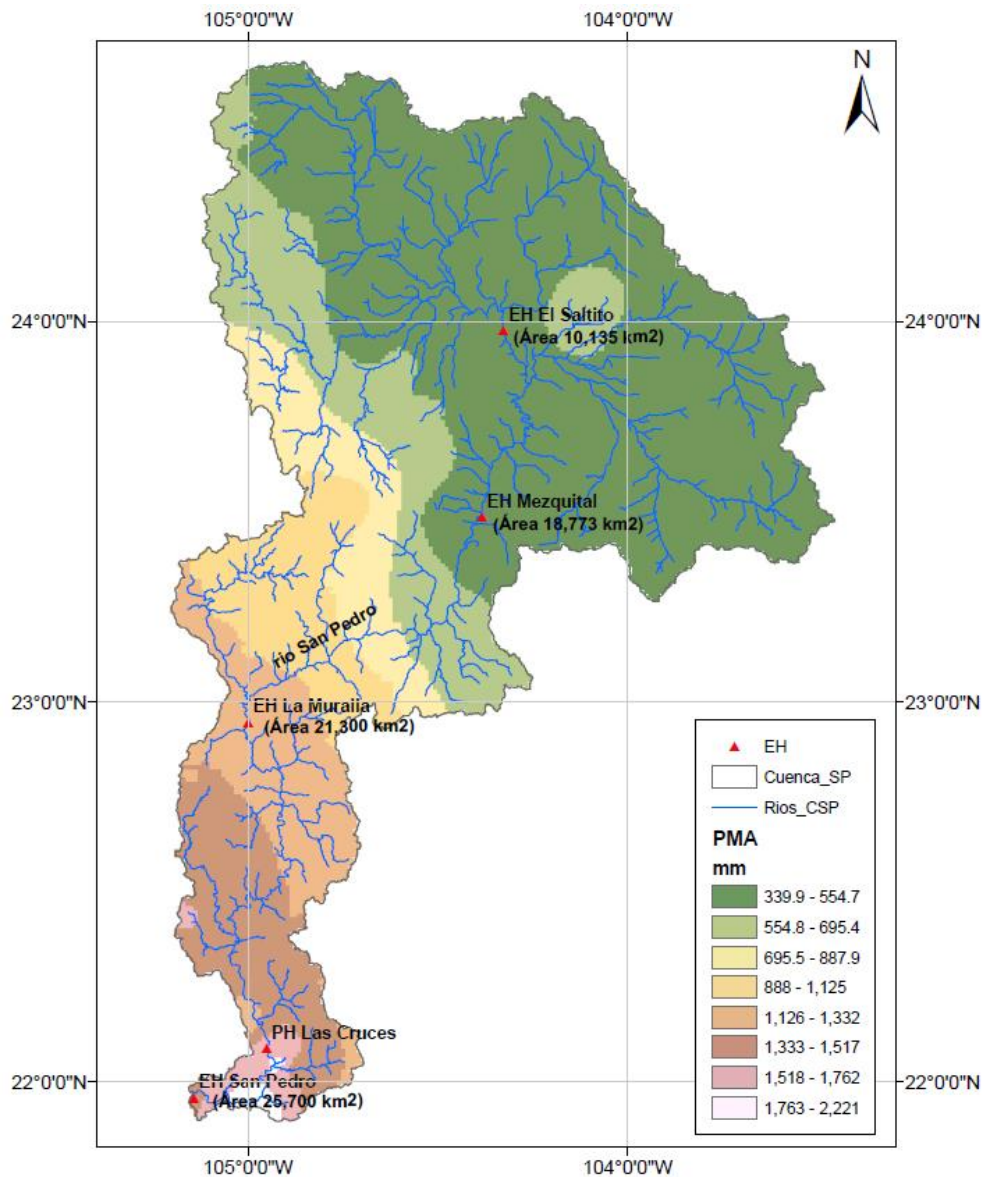 105°0'0"W
104°0'0"W
N
24°0'0"N
24°0'0"N
EH El Saltito
(Área 10,135 km2)
EH Mezquital
(Área 18,773 km2)
rio San Pedro
23°0'0"N
23°0'0"N
EH La Muralla
(Área 21,300 km2)
PH Las Cruces
22°0'0"N
22°0'0"N
EH San Pedro
(Área 25,700 km2)
EH
Cuenca_SP
Rios_CSP
PMA
mm
339.9 - 554.7
554.8 - 695.4
695.5 - 887.9
888 - 1,125
1,126 - 1,332
1,333 - 1,517
1,518 - 1,762
1,763 - 2,221
105°0'0"W
104°0'0"W